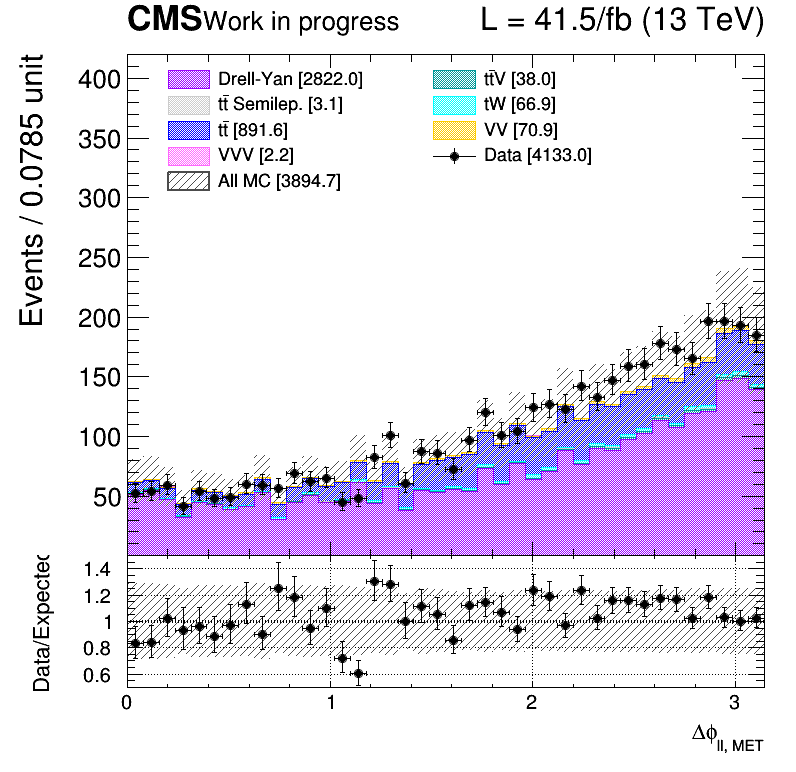 CMS Work in progress L = 41.5/fb (13 TeV)
Events / 0.0785 unit
400
350
300
250
200
150
100
50
Drell-Yan [2822.0]
tt̄ Semilep. [3.1]
tt̄ [891.6]
VVV [2.2]
All MC [3894.7]
tt̄V [38.0]
tW [66.9]
VV [70.9]
Data [4133.0]
Data/Expected
1.4
1.2
1
0.8
0.6
0 1 2 3
Δϕll, MET